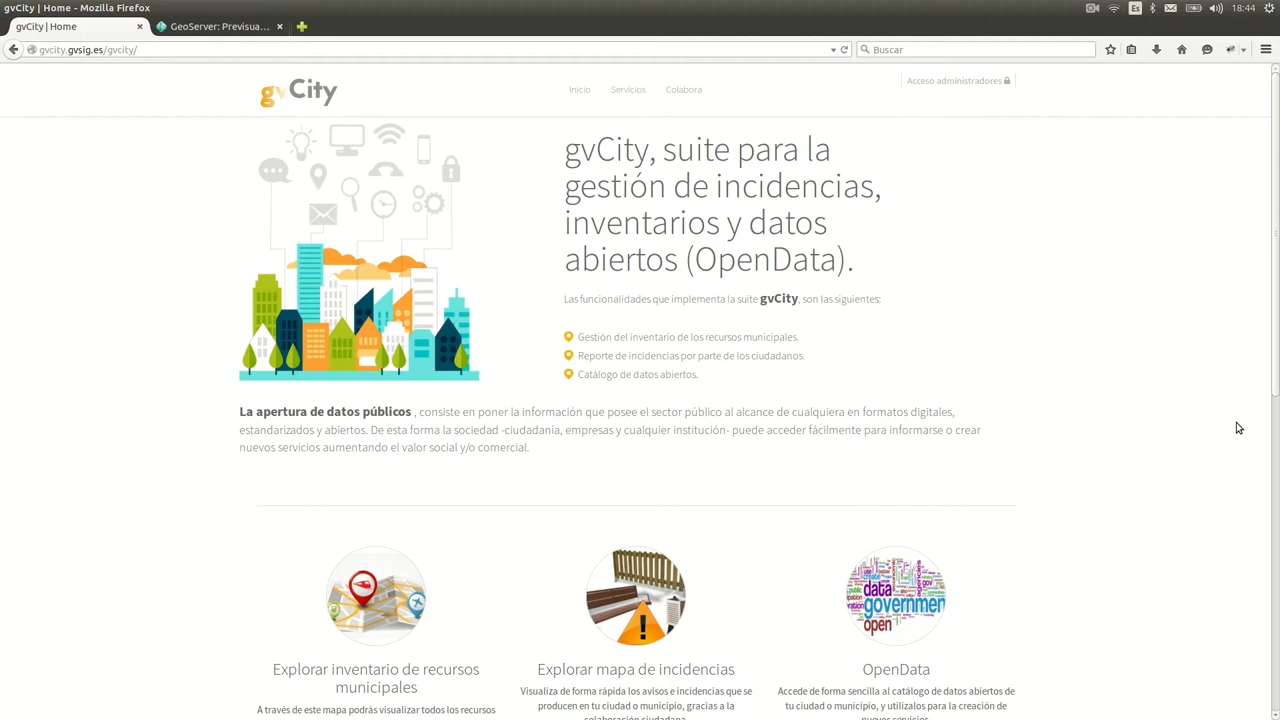 gvCity | Home - Mozilla Firefox
Es
18:44
gvCity | Home
GeoServer: Previsua...
gvcity.gvsig.es/gvcity/
Buscar
gvCity
Inicio
Servicios
Colabora
Acceso administradores
gvCity, suite para la
gestión de incidencias,
inventarios y datos
abiertos (OpenData).
Las funcionalidades que implementa la suite gvCity, son las siguientes:
Gestión del inventario de los recursos municipales.
Reporte de incidencias por parte de los ciudadanos.
Catálogo de datos abiertos.
La apertura de datos públicos , consiste en poner la información que posee el sector público al alcance de cualquiera en formatos digitales,
estandarizados y abiertos. De esta forma la sociedad -ciudadanía, empresas y cualquier institución- puede acceder fácilmente para informarse o crear
nuevos servicios aumentando el valor social y/o comercial.
data
government
open
Explorar inventario de recursos
municipales
A través de este mapa podrás visualizar todos los recursos
Explorar mapa de incidencias
Visualiza de forma rápida los avisos e incidencias que se
producen en tu ciudad o municipio, gracias a la
colaboración ciudadana.
OpenData
Accede de forma sencilla al catálogo de datos abiertos de
tu ciudad o municipio, y utilizalos para la creación de
nuevos servicios.